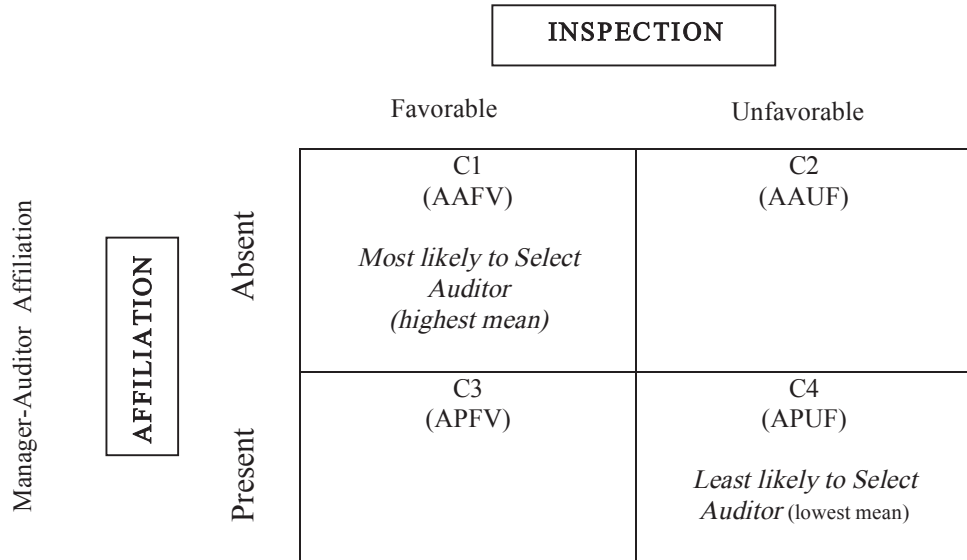 INSPECTION
Favorable
Unfavorable
Manager-Auditor Affiliation
AFFILIATION
Absent
C1
(AAFV)
Most likely to Select
Auditor
(highest mean)
C2
(AAUF)
Present
C3
(APFV)
C4
(APUF)
Least likely to Select
Auditor (lowest mean)